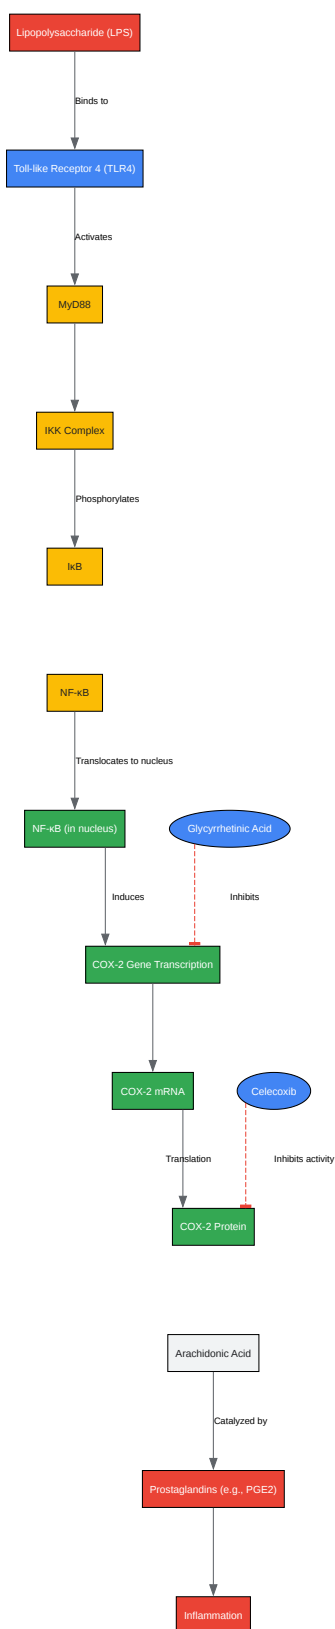 Lipopolysaccharide (LPS)
Binds to
Toll-like Receptor 4 (TLR4)
Activates
MyD88
IKK Complex
Phosphorylates
IκB
NF-κB
Translocates to nucleus
NF-κB (in nucleus)
Glycyrrhetinic Acid
Induces
Inhibits
COX-2 Gene Transcription
COX-2 mRNA
Celecoxib
Translation
Inhibits activity
COX-2 Protein
Arachidonic Acid
Catalyzed by
Prostaglandins (e.g., PGE2)
Inflammation